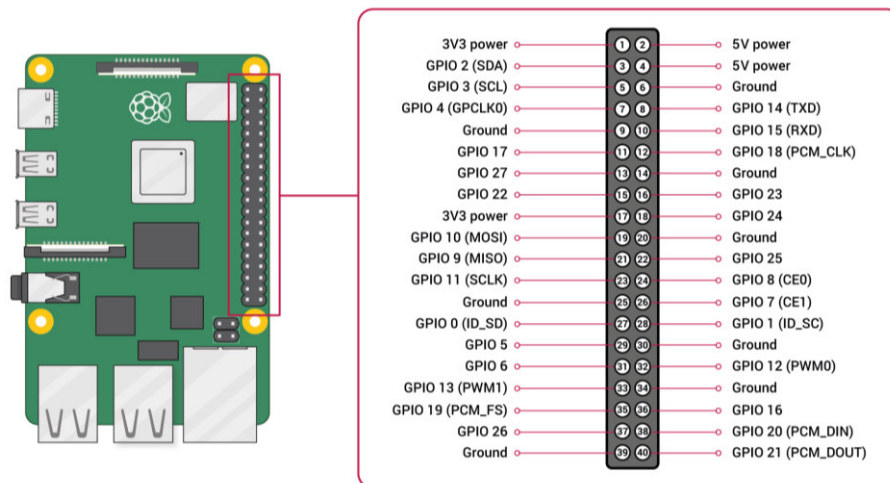 3V3 power 1 2 5V power
GPIO 2 (SDA) 3 4 5V power
GPIO 3 (SCL) 5 6 Ground
GPIO 4 (GPCLK0) 7 8 GPIO 14 (TXD)
Ground 9 10 GPIO 15 (RXD)
GPIO 17 11 12 GPIO 18 (PCM_CLK)
GPIO 27 13 14 Ground
GPIO 22 15 16 GPIO 23
3V3 power 17 18 GPIO 24
GPIO 10 (MOSI) 19 20 Ground
GPIO 9 (MISO) 21 22 GPIO 25
GPIO 11 (SCLK) 23 24 GPIO 8 (CE0)
Ground 25 26 GPIO 7 (CE1)
GPIO 0 (ID_SD) 27 28 GPIO 1 (ID_SC)
GPIO 5 29 30 Ground
GPIO 6 31 32 GPIO 12 (PWM0)
GPIO 13 (PWM1) 33 34 Ground
GPIO 19 (PCM_FS) 35 36 GPIO 16
GPIO 26 37 38 GPIO 20 (PCM_DIN)
Ground 39 40 GPIO 21 (PCM_DOUT)